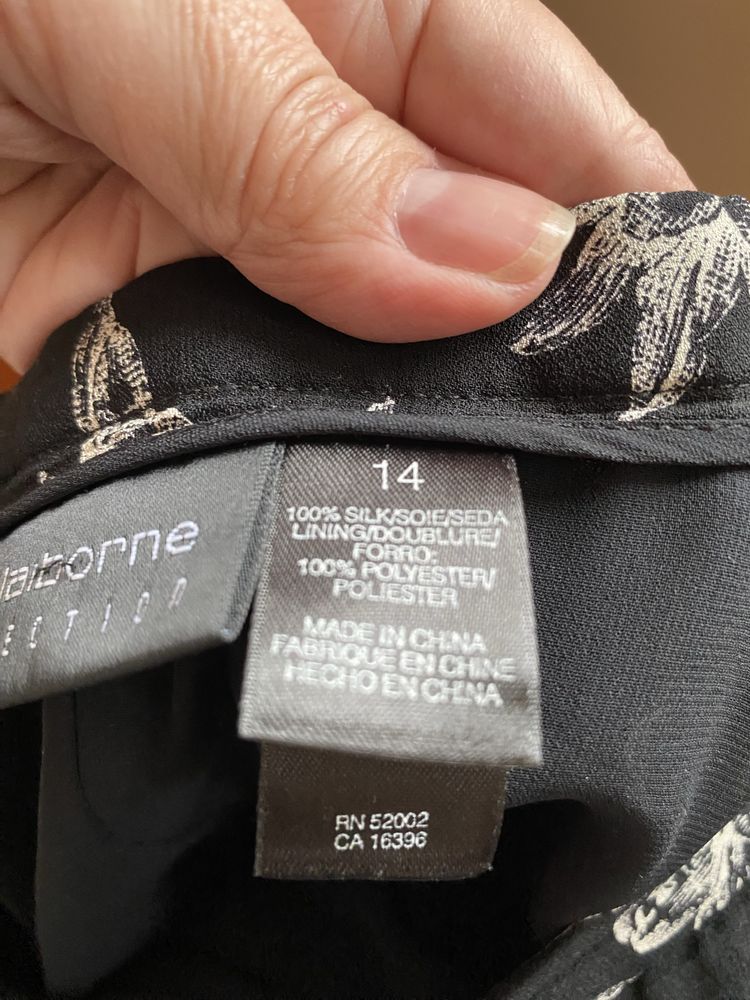 laiborne
ECTION
14
100% SILK/SOIE/SEDA
LINING/DOUBLURE/
FORRO:
100% POLYESTER/
POLIESTER
MADE IN CHINA
FABRIQUE EN CHINE
HECHO EN CHINA
RN 52002
CA 16396